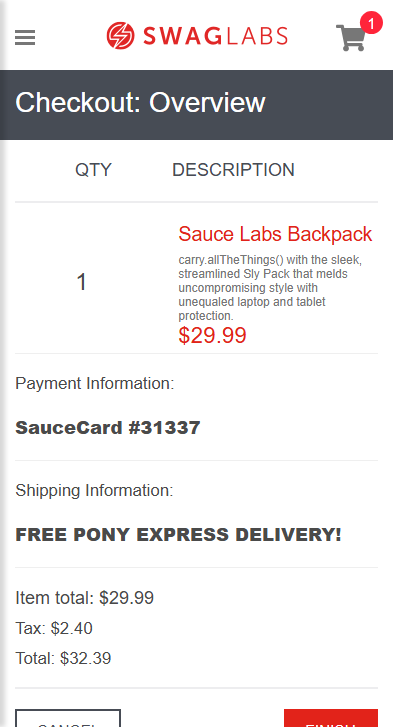 SWAGLABS
1
Checkout: Overview
QTY DESCRIPTION
1
Sauce Labs Backpack
carry.allTheThings() with the sleek,
streamlined Sly Pack that melds
uncompromising style with
unequaled laptop and tablet
protection.
$29.99
Payment Information:
SauceCard #31337
Shipping Information:
FREE PONY EXPRESS DELIVERY!
Item total: $29.99
Tax: $2.40
Total: $32.39
CANCEL FINISH